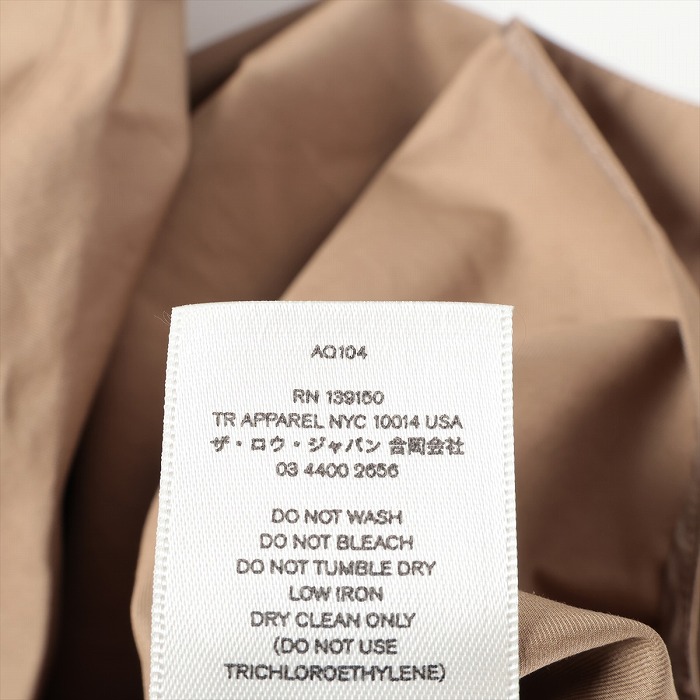 AQ104
RN 139150
TR APPAREL NYC 10014 USA
ザ・ロウ・ジャパン 合同会社
03 4400 2656
DO NOT WASH
DO NOT BLEACH
DO NOT TUMBLE DRY
LOW IRON
DRY CLEAN ONLY
(DO NOT USE
TRICHLOROETHYLENE)